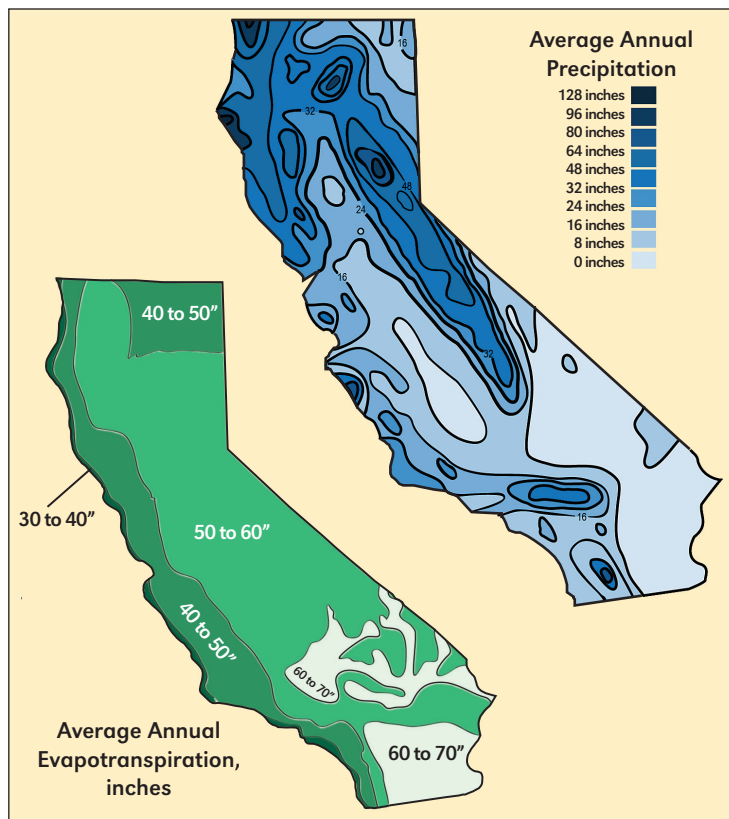 Average Annual
Precipitation
128 inches
96 inches
80 inches
64 inches
48 inches
32 inches
24 inches
16 inches
8 inches
0 inches
16
32
48
24
16
32
16
40 to 50”
30 to 40”
50 to 60”
40 to 50”
60 to 70”
60 to 70”
Average Annual
Evapotranspiration,
inches